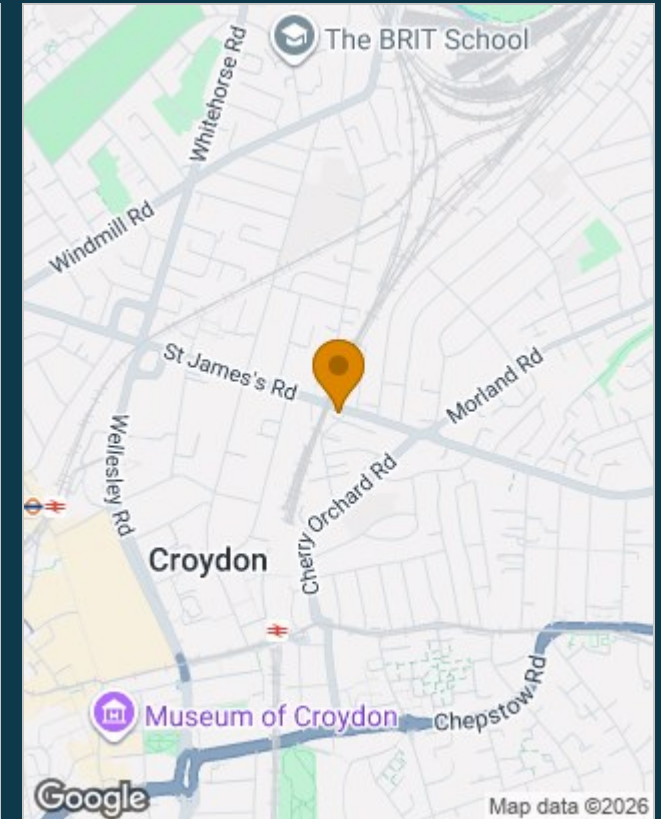 The BRIT School
Whitehorse Rd
Windmill Rd
St James's Rd
Morland Rd
Wellesley Rd
Cherry Orchard Rd
Croydon
Chepstow Rd
Museum of Croydon
Google
Map data ©2026